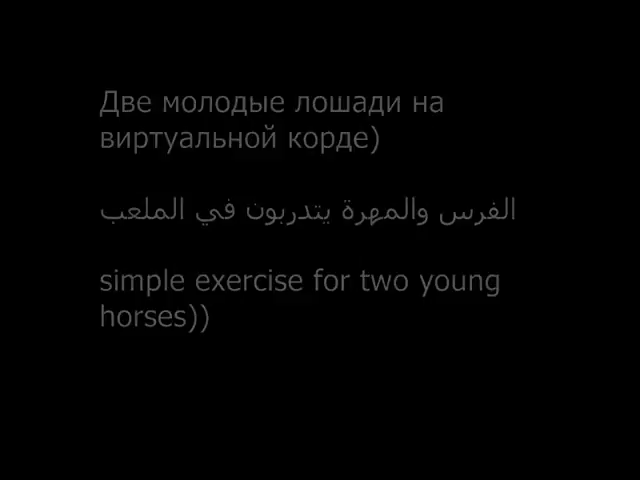 Две молодые лошади на
виртуальной корде)
الفرس والمهرة يتدربون في الملعب
simple exercise for two young
horses))